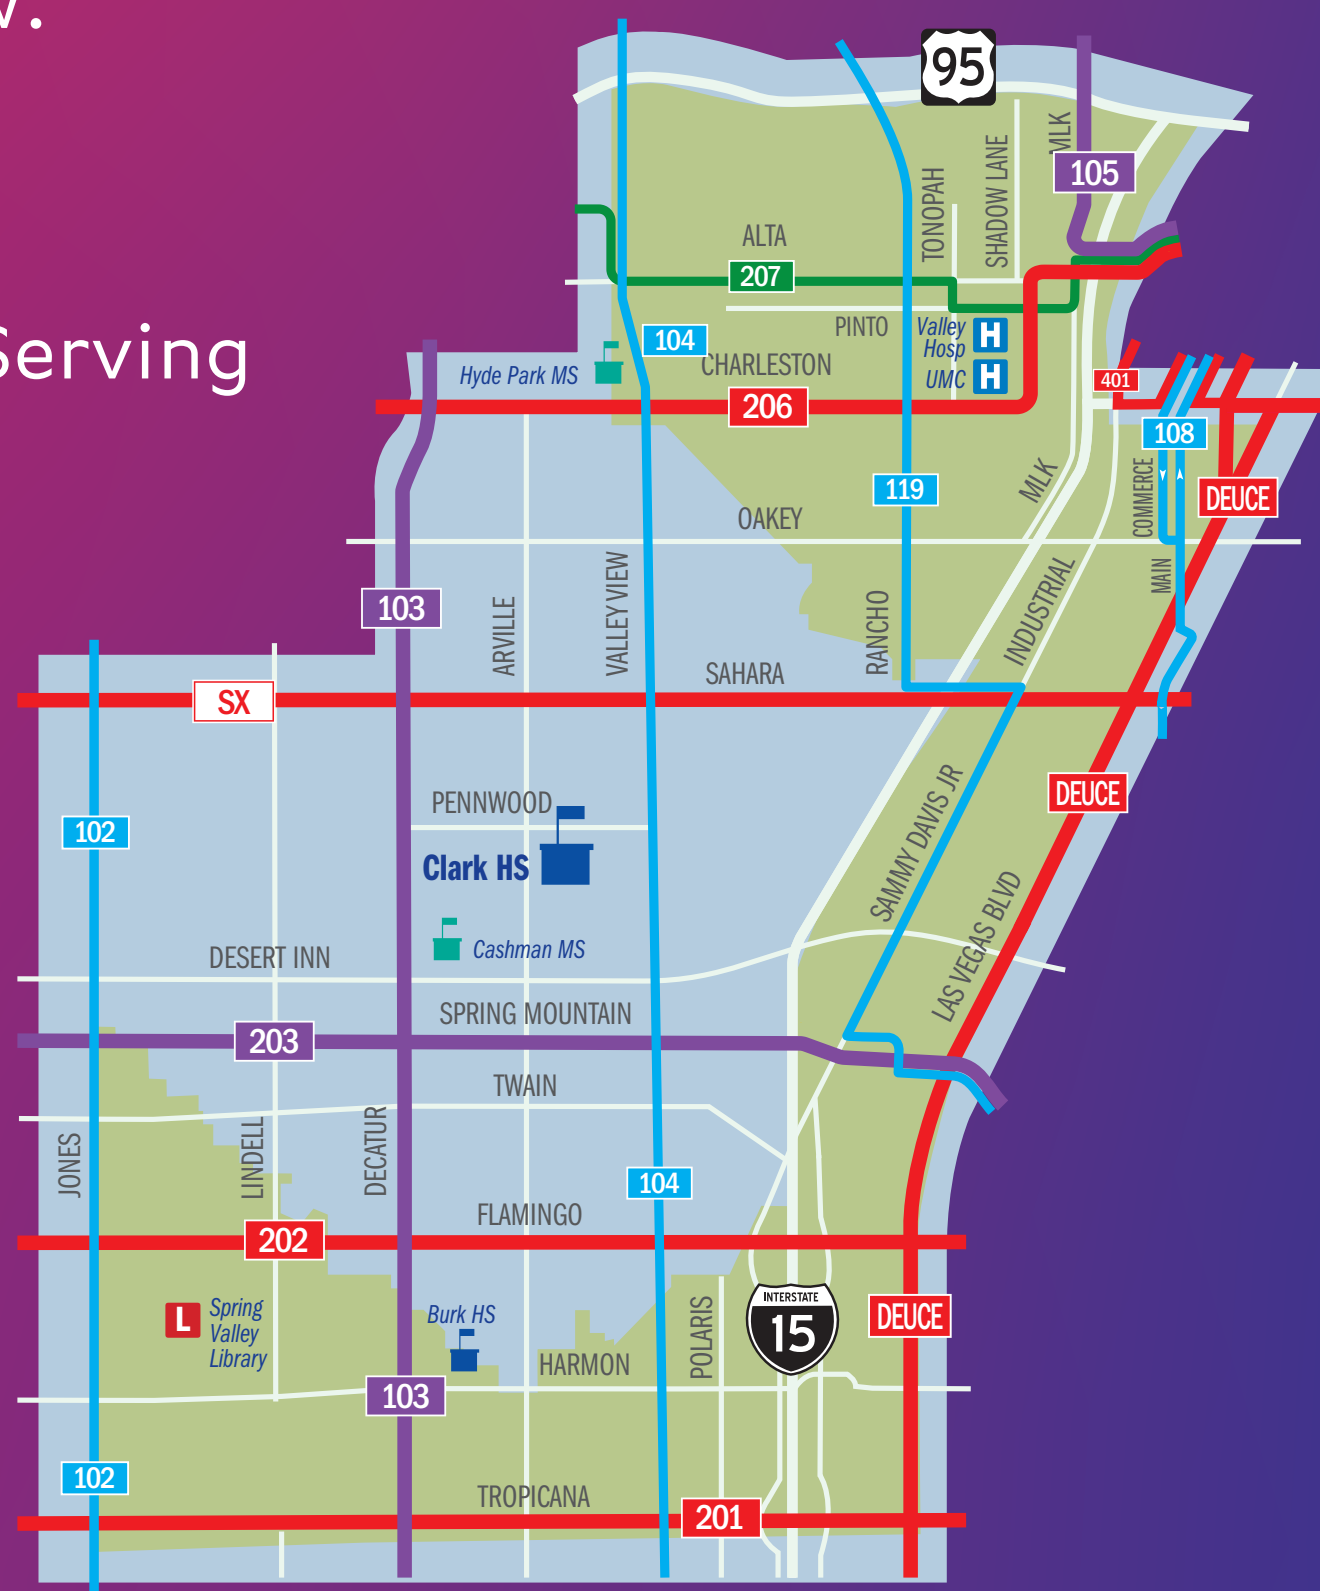 v.
Serving
95
MLK
105
TONOPAH
SHADOW LANE
ALTA
207
PINTO
Valley
Hosp
H
UMC
H
104
CHARLESTON
Hyde Park MS
206
401
108
119
MLK
COMMERCE
DEUCE
OAKEY
103
ARVILLE
VALLEY VIEW
RANCHO
INDUSTRIAL
MAIN
SAHARA
SX
DEUCE
102
PENNWOOD
Clark HS
SAMMY DAVIS JR
LAS VEGAS BLVD
Cashman MS
DESERT INN
SPRING MOUNTAIN
203
TWAIN
JONES
LINDELL
DECATUR
104
FLAMINGO
202
L
Spring
Valley
Library
Burk HS
HARMON
POLARIS
INTERSTATE
15
DEUCE
103
102
TROPICANA
201